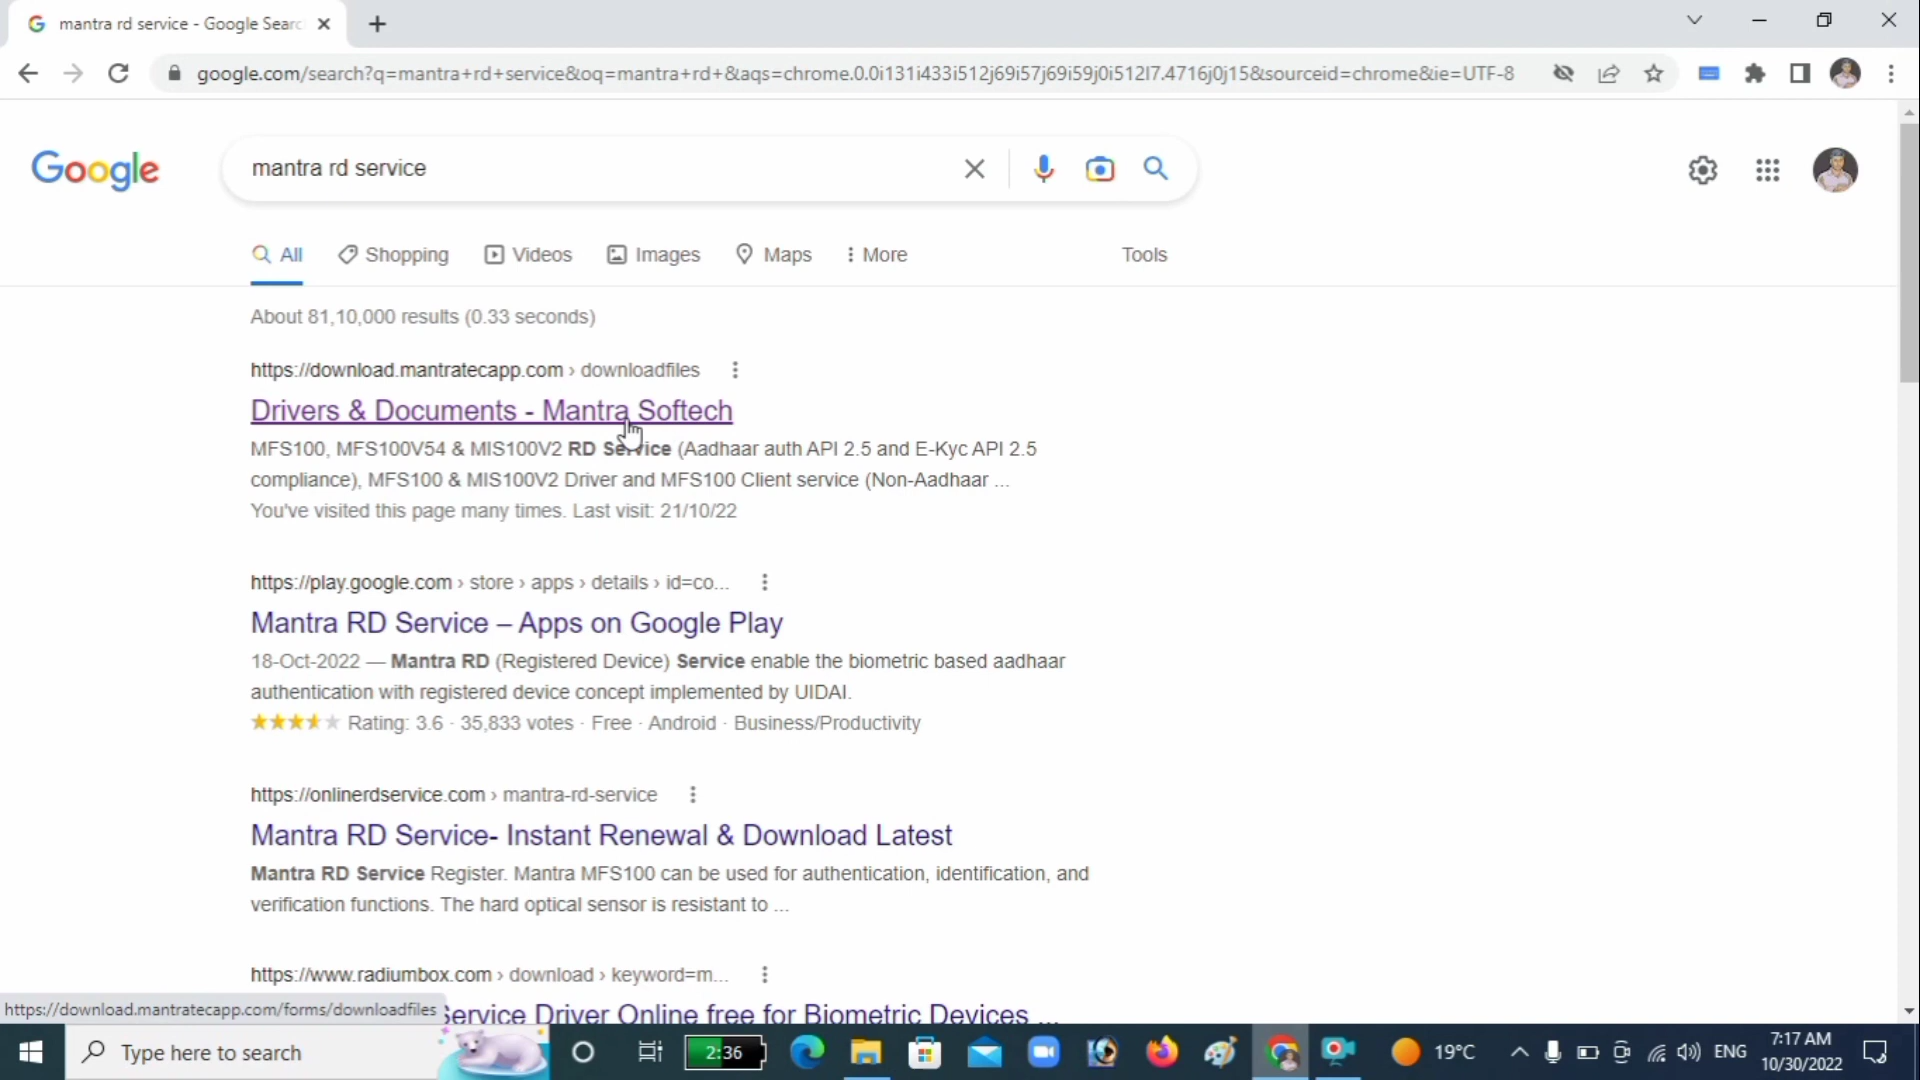 mantra rd service - Google Searc
google.com/search?q=mantra+rd+service&oq=mantra+rd+&aqs=chrome.0.0i131i433i512j69i57j69i59j0i512l7.4716j0j15&sourceid=chrome&ie=UTF-8
Google
mantra rd service
All
Shopping
Videos
Images
Maps
More
Tools
About 81,10,000 results (0.33 seconds)
https://download.mantratecapp.com › downloadfiles
Drivers & Documents - Mantra Softech
MFS100, MFS100V54 & MIS100V2 RD Service (Aadhaar auth API 2.5 and E-Kyc API 2.5
compliance), MFS100 & MIS100V2 Driver and MFS100 Client service (Non-Aadhaar ...
You've visited this page many times. Last visit: 21/10/22
https://play.google.com › store › apps › details › id=co...
Mantra RD Service – Apps on Google Play
18-Oct-2022 — Mantra RD (Registered Device) Service enable the biometric based aadhaar
authentication with registered device concept implemented by UIDAI.
Rating: 3.6 · 35,833 votes · Free · Android · Business/Productivity
https://onlinerdservice.com › mantra-rd-service
Mantra RD Service- Instant Renewal & Download Latest
Mantra RD Service Register. Mantra MFS100 can be used for authentication, identification, and
verification functions. The hard optical sensor is resistant to ...
https://www.radiumbox.com › download › keyword=m...
Service Driver Online free for Biometric Devices ...
https://download.mantratecapp.com/forms/downloadfiles
Type here to search
2:36
19°C
ENG
7:17 AM
10/30/2022